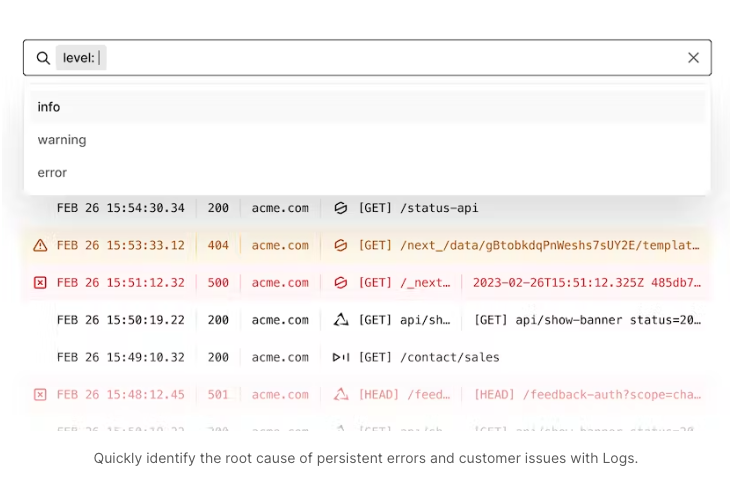 level:
info
warning
error
FEB 26 15:54:30.34 200 acme.com [GET] /status-api
FEB 26 15:53:33.12 404 acme.com [GET] /next_/data/gBtobkdqPnWeshs7sUY2E/templat…
FEB 26 15:51:12.32 500 acme.com [GET] /_next… 2023-02-26T15:51:12.325Z 485db7…
FEB 26 15:50:19.22 200 acme.com [GET] api/sh… [GET] api/show-banner status=20…
FEB 26 15:49:10.32 200 acme.com [GET] /contact/sales
FEB 26 15:48:12.45 501 acme.com [HEAD] /feed… [HEAD] /feedback-auth?scope=cha…
Quickly identify the root cause of persistent errors and customer issues with Logs.